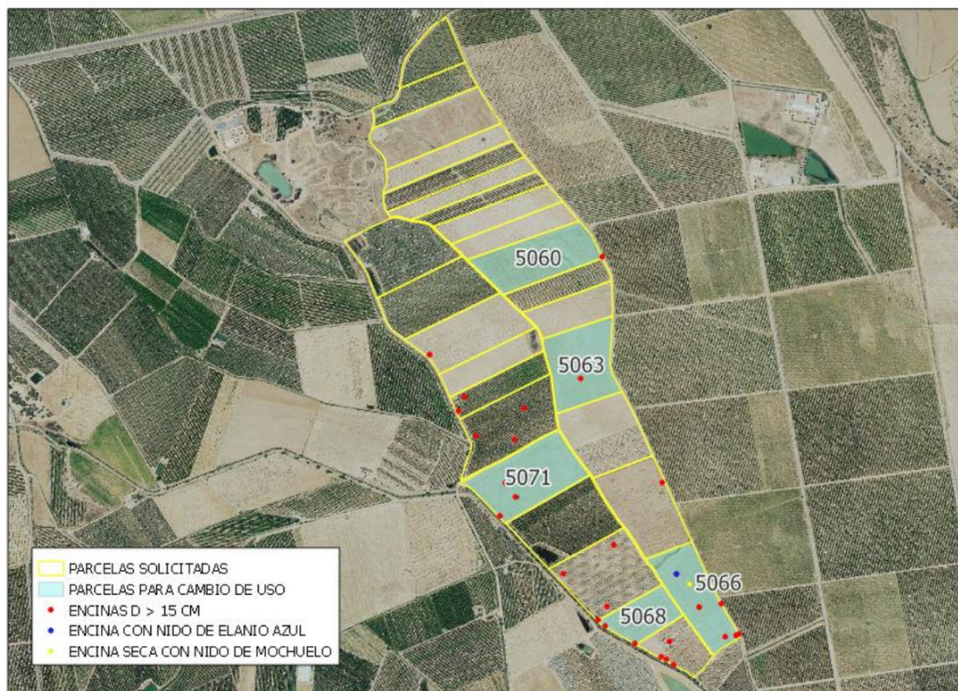 5060
5063
5071
5066
5068
PARCELAS SOLICITADAS
PARCELAS PARA CAMBIO DE USO
ENCINAS D > 15 CM
ENCINA CON NIDO DE ELANIO AZUL
ENCINA SECA CON NIDO DE MOCHUELO